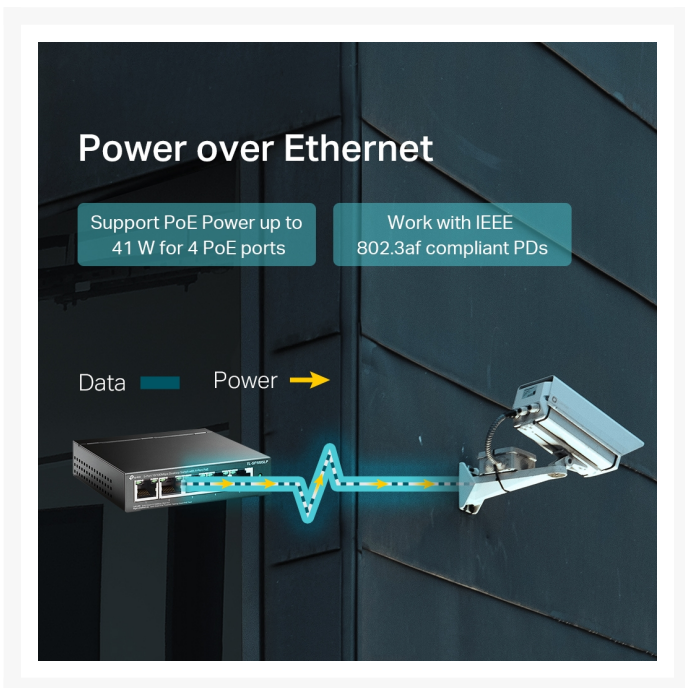 Power over Ethernet
Support PoE Power up to
41 W for 4 PoE ports
Work with IEEE
802.3af compliant PDs
Data
Power